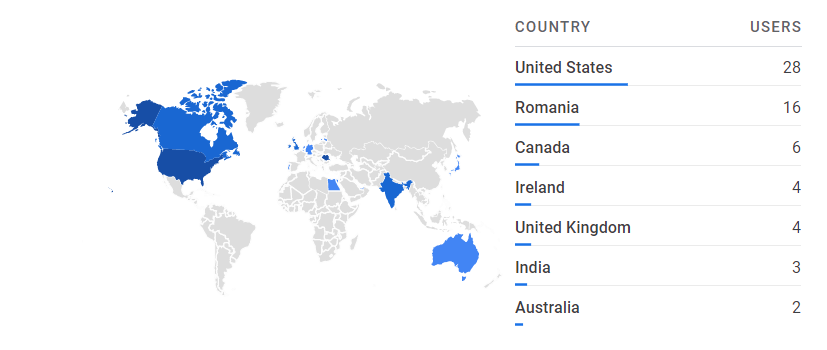 COUNTRY USERS
United States 28
Romania 16
Canada 6
Ireland 4
United Kingdom 4
India 3
Australia 2